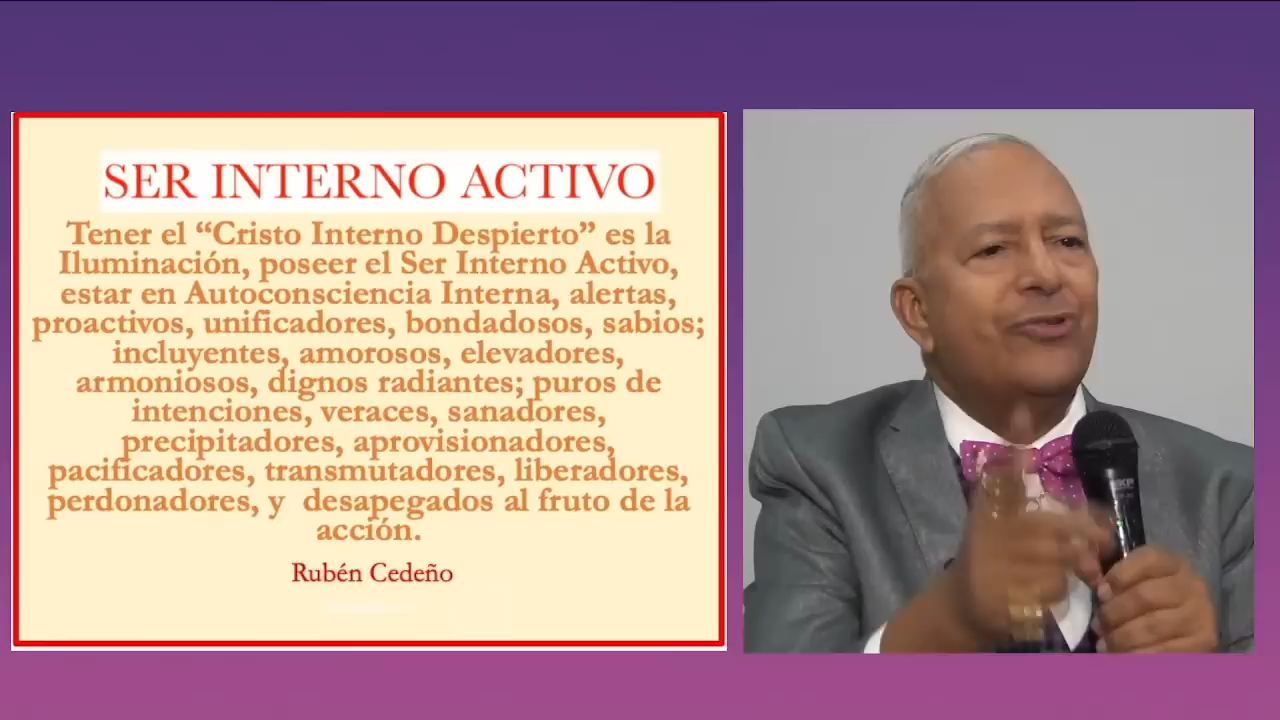 SER INTERNO ACTIVO
Tener el “Cristo Interno Despierto” es la
Iluminación, poseer el Ser Interno Activo,
estar en Autoconsciencia Interna, alertas,
proactivos, unificadores, bondadosos, sabios;
incluyentes, amorosos, elevadores,
armoniosos, dignos radiantes; puros de
intenciones, veraces, sanadores,
precipitadores, aprovisionadores,
pacificadores, transmutadores, liberadores,
perdonadores, y  desapegados al fruto de la
acción.
Rubén Cedeño